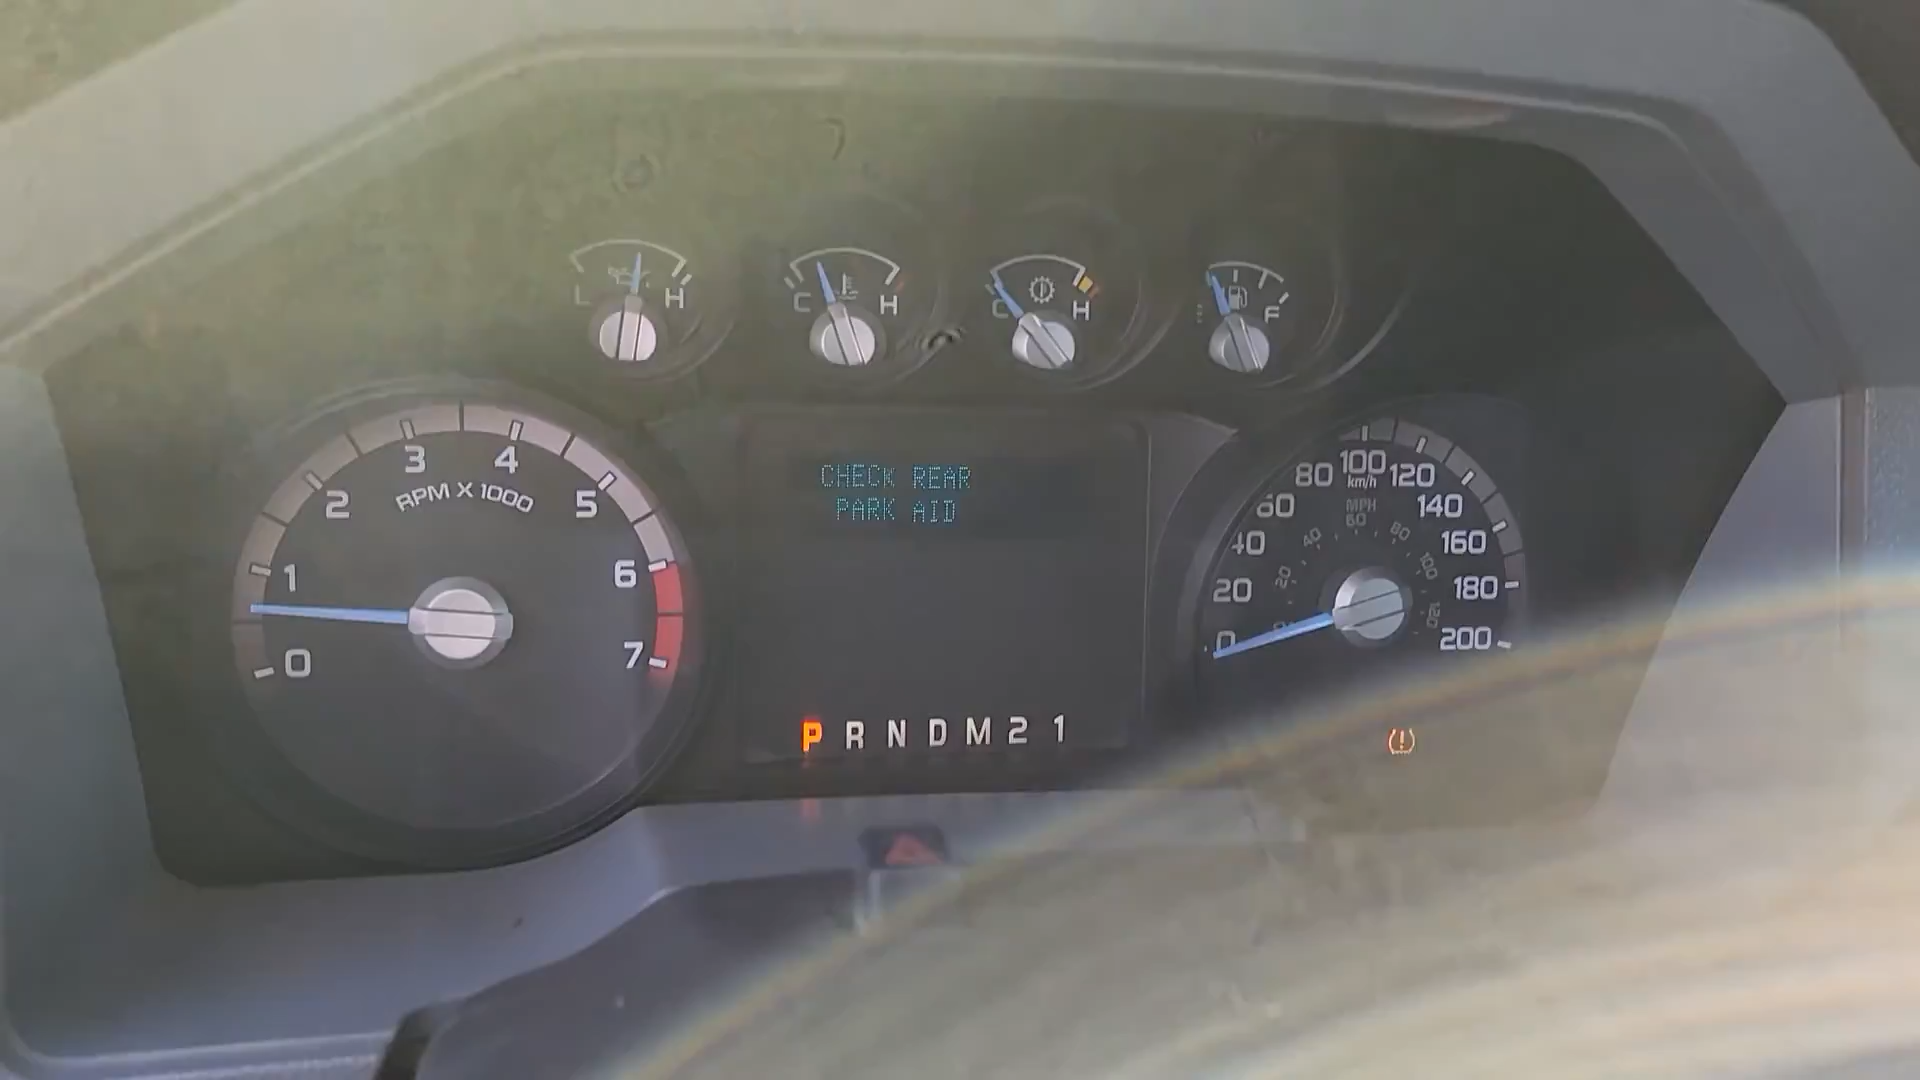 L H
C H
C H
F
0 1 2 3 4 5 6 7
RPM X 1000
CHECK REAR
PARK AID
0 20 40 60 80 100 120 140 160 180 200
km/h
MPH
20 40 60 80 100 120
P R N D M 2 1